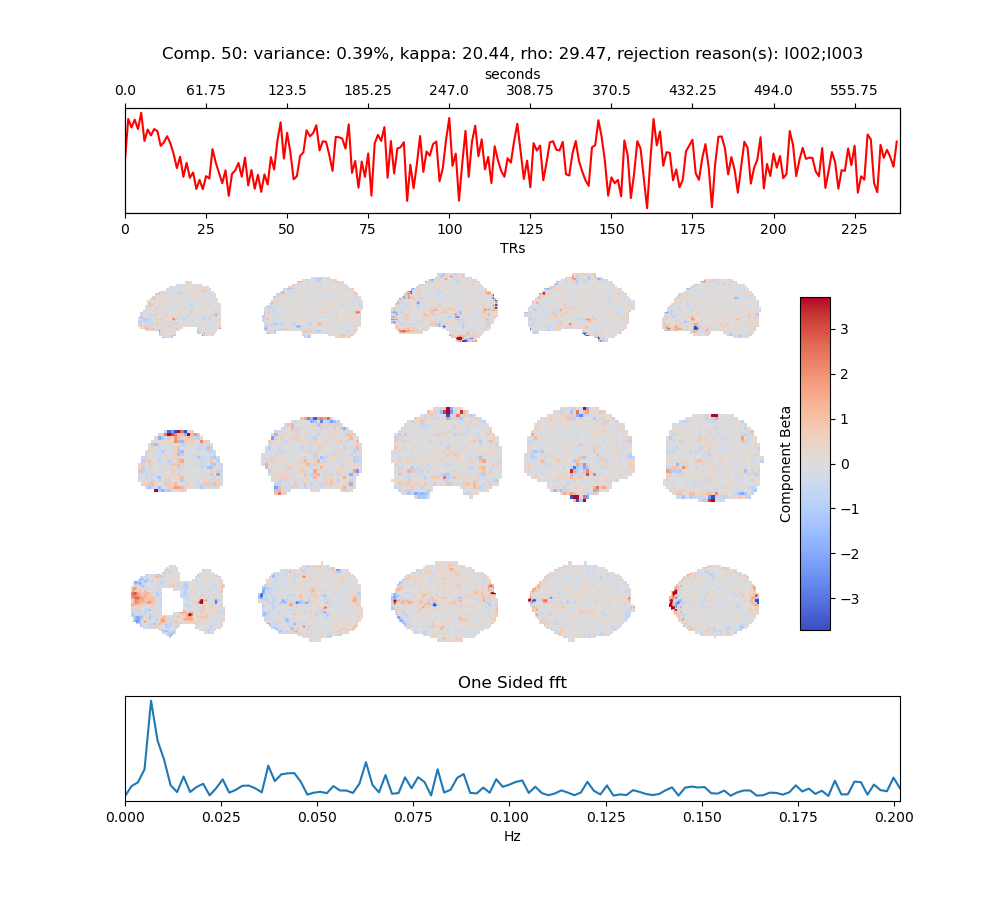 Comp. 50: variance: 0.39%, kappa: 20.44, rho: 29.47, rejection reason(s): I002;I003
seconds
0.0 61.75 123.5 185.25 247.0 308.75 370.5 432.25 494.0 555.75
0 25 50 75 100 125 150 175 200 225
TRs
3
2
1
0
−1
−2
−3
Component Beta
One Sided fft
0.000 0.025 0.050 0.075 0.100 0.125 0.150 0.175 0.200
Hz